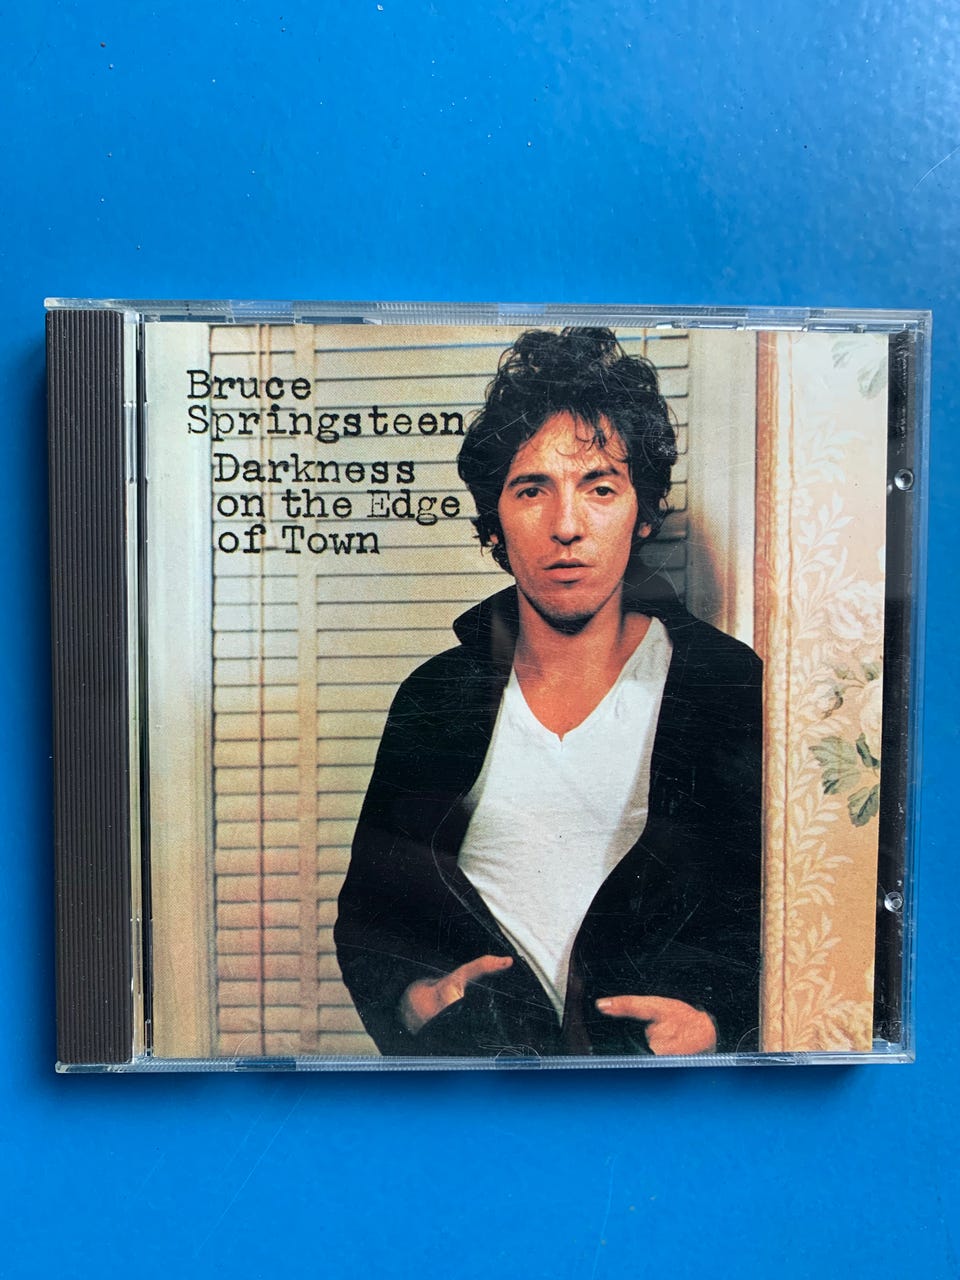 Bruce
Springsteen
Darkness
on the Edge
of Town